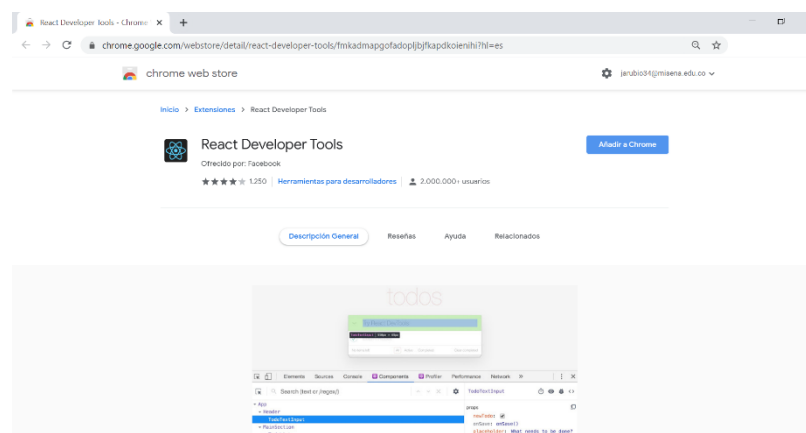 React Developer Tools - Chrome
chrome.google.com/webstore/detail/react-developer-tools/fmkadmapgofadopljbjfkapdkoienihi?hl=es
chrome web store
jarubio34@misena.edu.co
Inicio > Extensiones > React Developer Tools
React Developer Tools
Añadir a Chrome
Ofrecido por: Facebook
1.250 | Herramientas para desarrolladores | 2.000.000+ usuarios
Descripción General Reseñas Ayuda Relacionados
todos
Elements Sources Console Components Profiler Performance Network »
Search (text or /regex/) TodoTextInput
App
Header
TodoTextInput
MainSection
props
newTodo
onSave: onSave()
placeholder: What needs to be done?